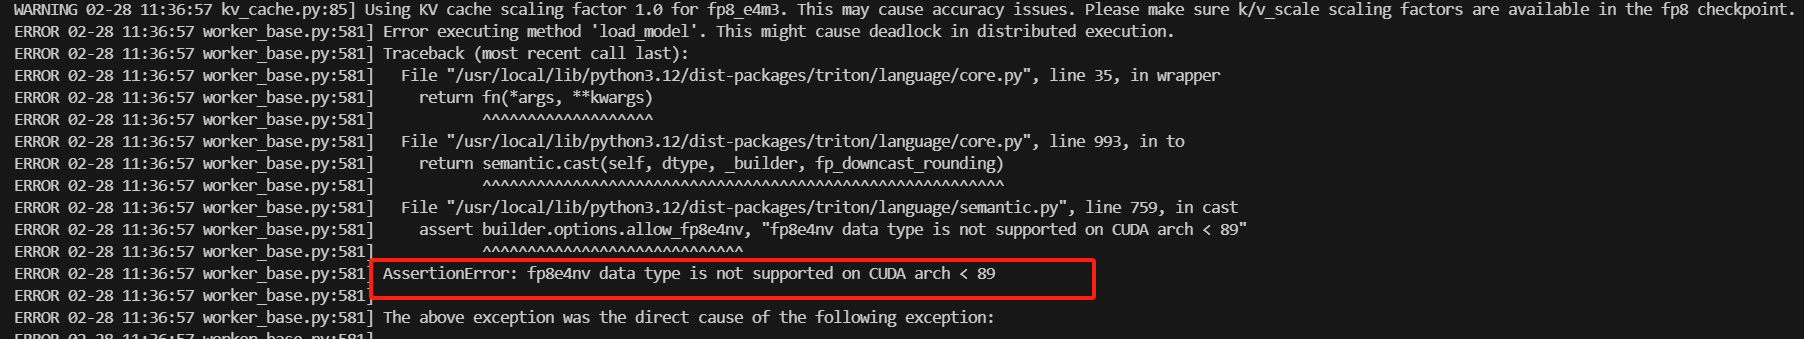 WARNING 02-28 11:36:57 kv_cache.py:85] Using KV cache scaling factor 1.0 for fp8_e4m3. This may cause accuracy issues. Please make sure k/v_scale scaling factors are available in the fp8 checkpoint.
ERROR 02-28 11:36:57 worker_base.py:581] Error executing method 'load_model'. This might cause deadlock in distributed execution.
ERROR 02-28 11:36:57 worker_base.py:581] Traceback (most recent call last):
ERROR 02-28 11:36:57 worker_base.py:581]   File "/usr/local/lib/python3.12/dist-packages/triton/language/core.py", line 35, in wrapper
ERROR 02-28 11:36:57 worker_base.py:581]     return fn(*args, **kwargs)
ERROR 02-28 11:36:57 worker_base.py:581]            ^^^^^^^^^^^^^^^^^^^
ERROR 02-28 11:36:57 worker_base.py:581]   File "/usr/local/lib/python3.12/dist-packages/triton/language/core.py", line 993, in to
ERROR 02-28 11:36:57 worker_base.py:581]     return semantic.cast(self, dtype, _builder, fp_downcast_rounding)
ERROR 02-28 11:36:57 worker_base.py:581]            ^^^^^^^^^^^^^^^^^^^^^^^^^^^^^^^^^^^^^^^^^^^^^^^^^^^^^^^^^^
ERROR 02-28 11:36:57 worker_base.py:581]   File "/usr/local/lib/python3.12/dist-packages/triton/language/semantic.py", line 759, in cast
ERROR 02-28 11:36:57 worker_base.py:581]     assert builder.options.allow_fp8e4nv, "fp8e4nv data type is not supported on CUDA arch < 89"
ERROR 02-28 11:36:57 worker_base.py:581]            ^^^^^^^^^^^^^^^^^^^^^^^^^^^^^
ERROR 02-28 11:36:57 worker_base.py:581] AssertionError: fp8e4nv data type is not supported on CUDA arch < 89
ERROR 02-28 11:36:57 worker_base.py:581]
ERROR 02-28 11:36:57 worker_base.py:581] The above exception was the direct cause of the following exception:
ERROR 02-28 11:36:57 worker_base.py:581]